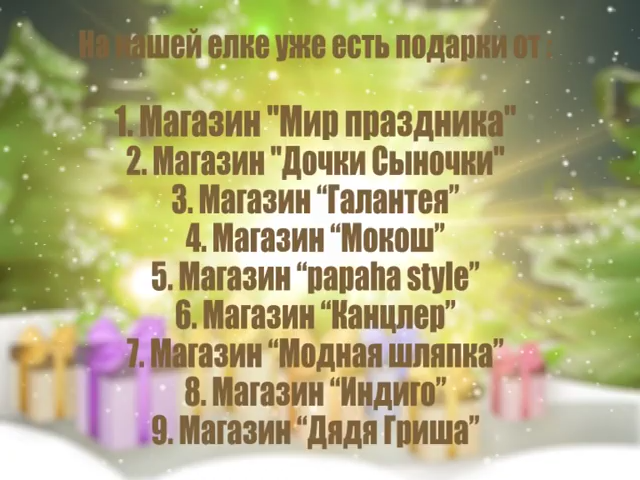 На нашей елке уже есть подарки от :
1. Магазин "Мир праздника"
2. Магазин "Дочки Сыночки"
3. Магазин “Галантея”
4. Магазин “Мокош”
5. Магазин “papaha style”
6. Магазин “Канцлер”
7. Магазин “Модная шляпка”
8. Магазин “Индиго”
9. Магазин “Дядя Гриша”